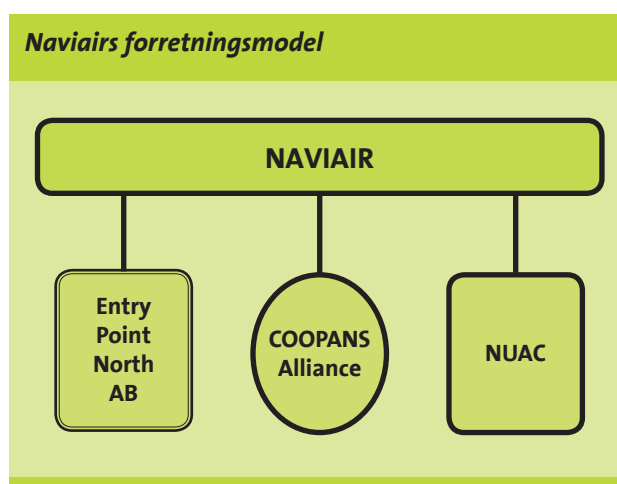 Naviairs forretningsmodel
NAVIAIR
Entry
Point
North
AB
COOPANS
Alliance
NUAC